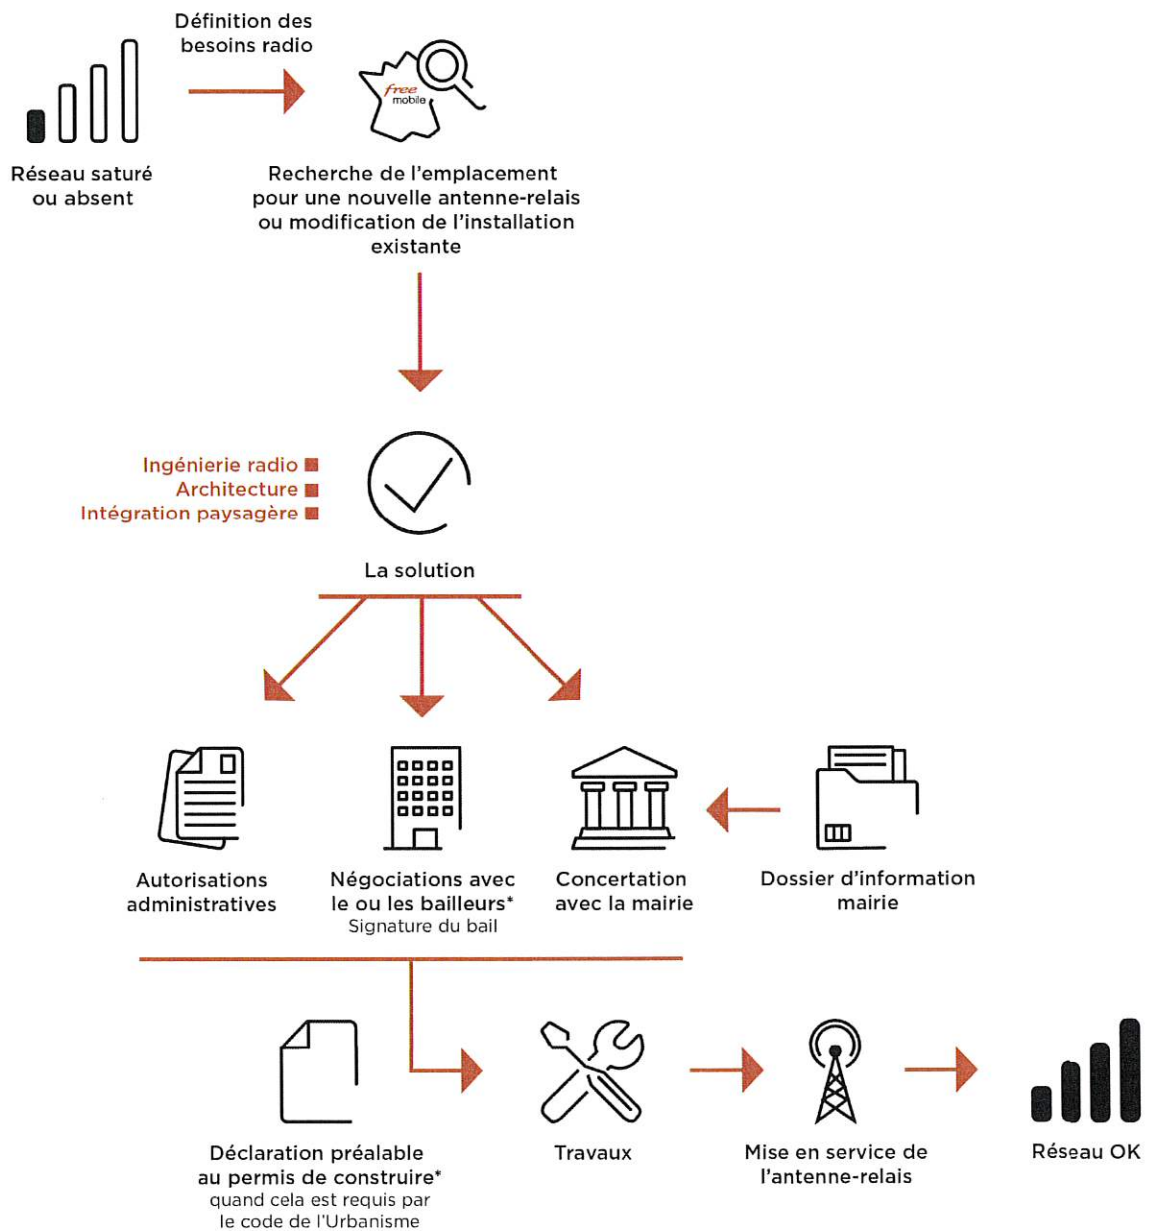 Définition des
besoins radio
free
mobile
Réseau saturé
ou absent
Recherche de l'emplacement
pour une nouvelle antenne-relais
ou modification de l'installation
existante
Ingénierie radio
Architecture
Intégration paysagère
La solution
Autorisations
administratives
Négociations avec
le ou les bailleurs*
Signature du bail
Concertation
avec la mairie
Dossier d'information
mairie
Déclaration préalable
au permis de construire*
quand cela est requis par
le code de l'Urbanisme
Travaux
Mise en service de
l'antenne-relais
Réseau OK